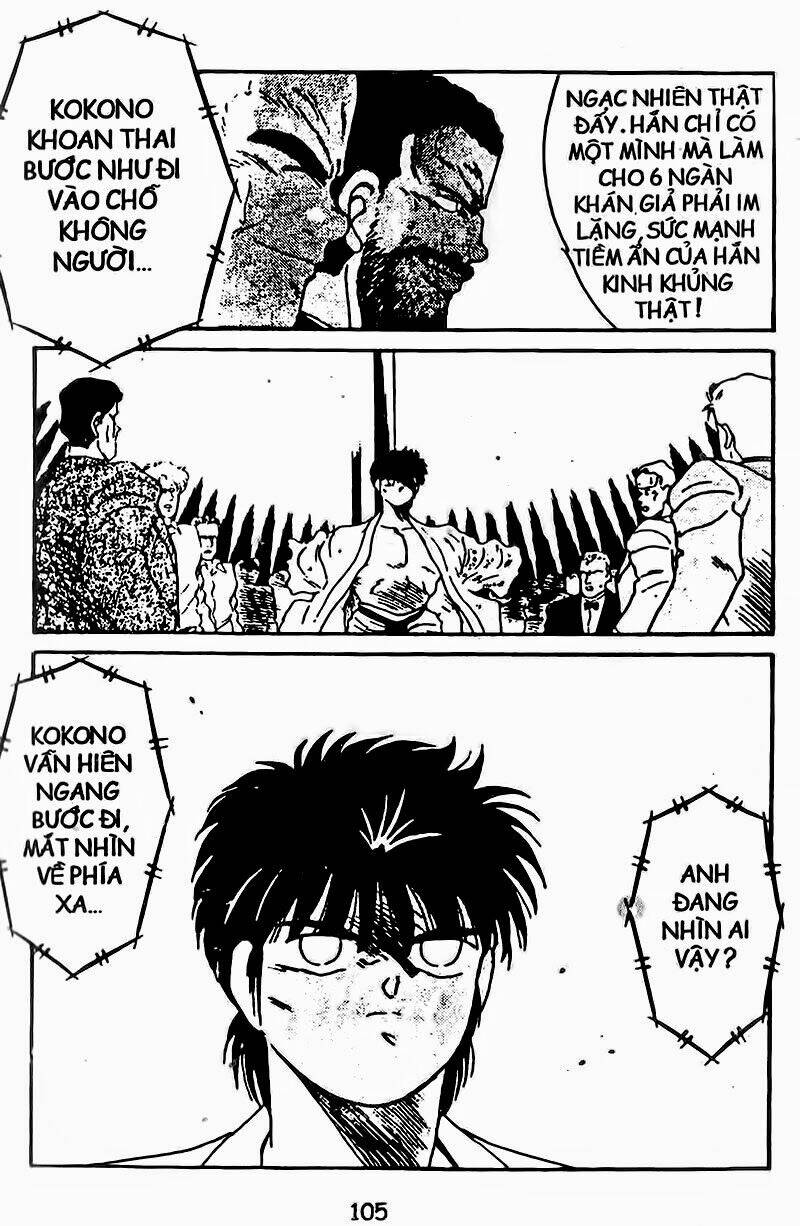 KOKONO
KHOAN THAI
BƯỚC NHƯ ĐI
VÀO CHỖ
KHÔNG
NGƯỜI...
NGẠC NHIÊN THẬT
ĐẤY. HẮN CHỈ CÓ
MỘT MÌNH MÀ LÀM
CHO 6 NGÀN
KHÁN GIẢ PHẢI IM
LẶNG, SỨC MẠNH
TIỀM ẨN CỦA HẮN
KINH KHỦNG
THẬT!
KOKONO
VẪN HIÊN
NGANG
BƯỚC ĐI,
MẮT NHÌN
VỀ PHÍA
XA...
ANH
ĐANG
NHÌN AI
VẬY?
105